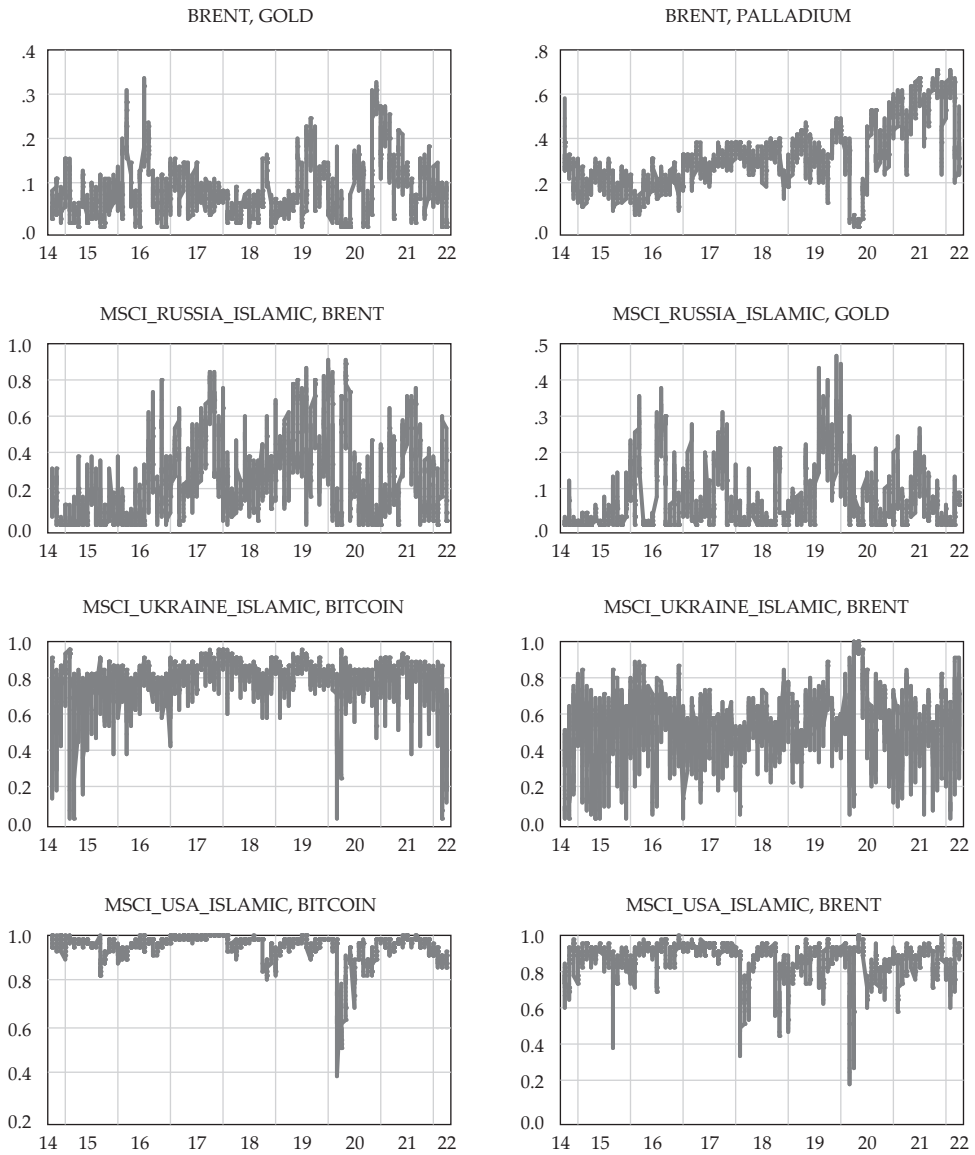 BRENT, GOLD
.4
.3
.2
.1
.0
14 15 16 17 18 19 20 21 22
BRENT, PALLADIUM
.8
.6
.4
.2
.0
14 15 16 17 18 19 20 21 22
MSCI_RUSSIA_ISLAMIC, BRENT
1.0
0.8
0.6
0.4
0.2
0.0
14 15 16 17 18 19 20 21 22
MSCI_RUSSIA_ISLAMIC, GOLD
.5
.4
.3
.2
.1
.0
14 15 16 17 18 19 20 21 22
MSCI_UKRAINE_ISLAMIC, BITCOIN
1.0
0.8
0.6
0.4
0.2
0.0
14 15 16 17 18 19 20 21 22
MSCI_UKRAINE_ISLAMIC, BRENT
1.0
0.8
0.6
0.4
0.2
0.0
14 15 16 17 18 19 20 21 22
MSCI_USA_ISLAMIC, BITCOIN
1.0
0.8
0.6
0.4
0.2
14 15 16 17 18 19 20 21 22
MSCI_USA_ISLAMIC, BRENT
1.0
0.8
0.6
0.4
0.2
0.0
14 15 16 17 18 19 20 21 22